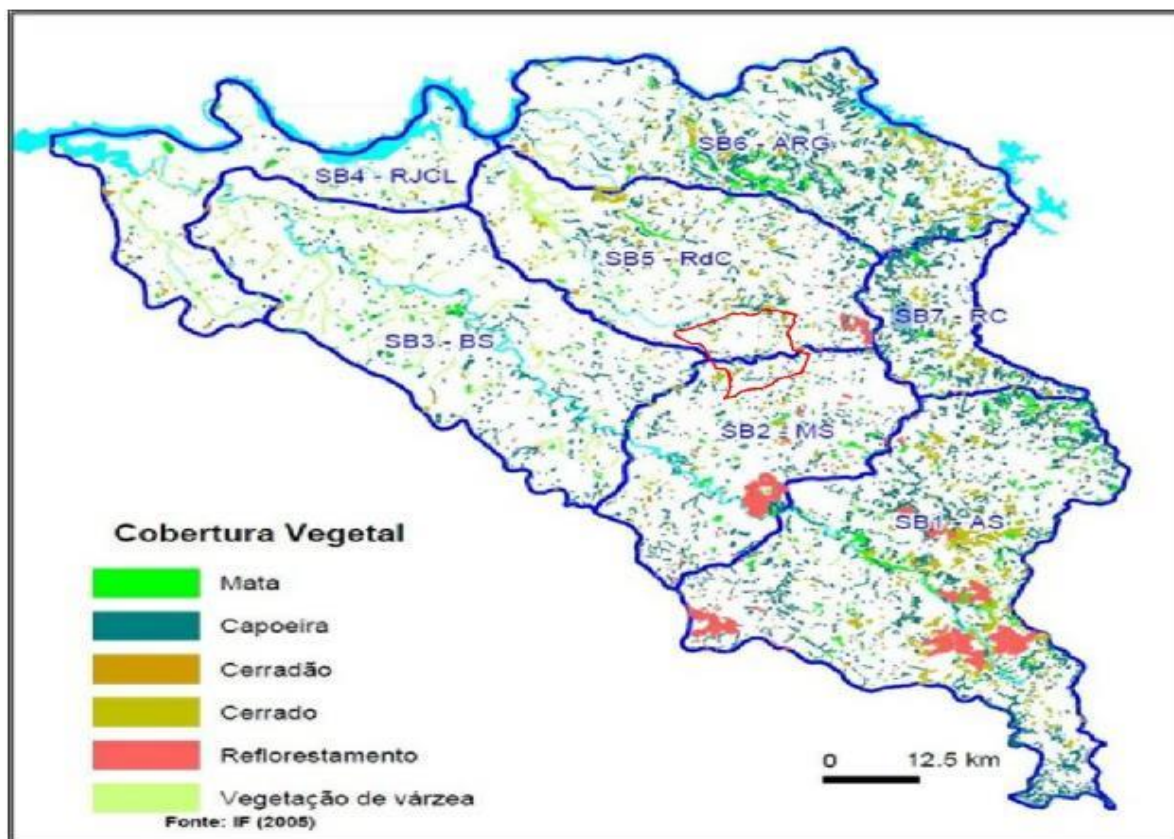 SB6 - ARG
SB4 - RJCL
SB5 - RdC
SB7 - RC
SB3 - BS
SB2 - MS
SB1 - AS
Cobertura Vegetal
Mata
Capoeira
Cerradão
Cerrado
Reflorestamento
Vegetação de várzea
0 12.5 km
Fonte: IF (2005)